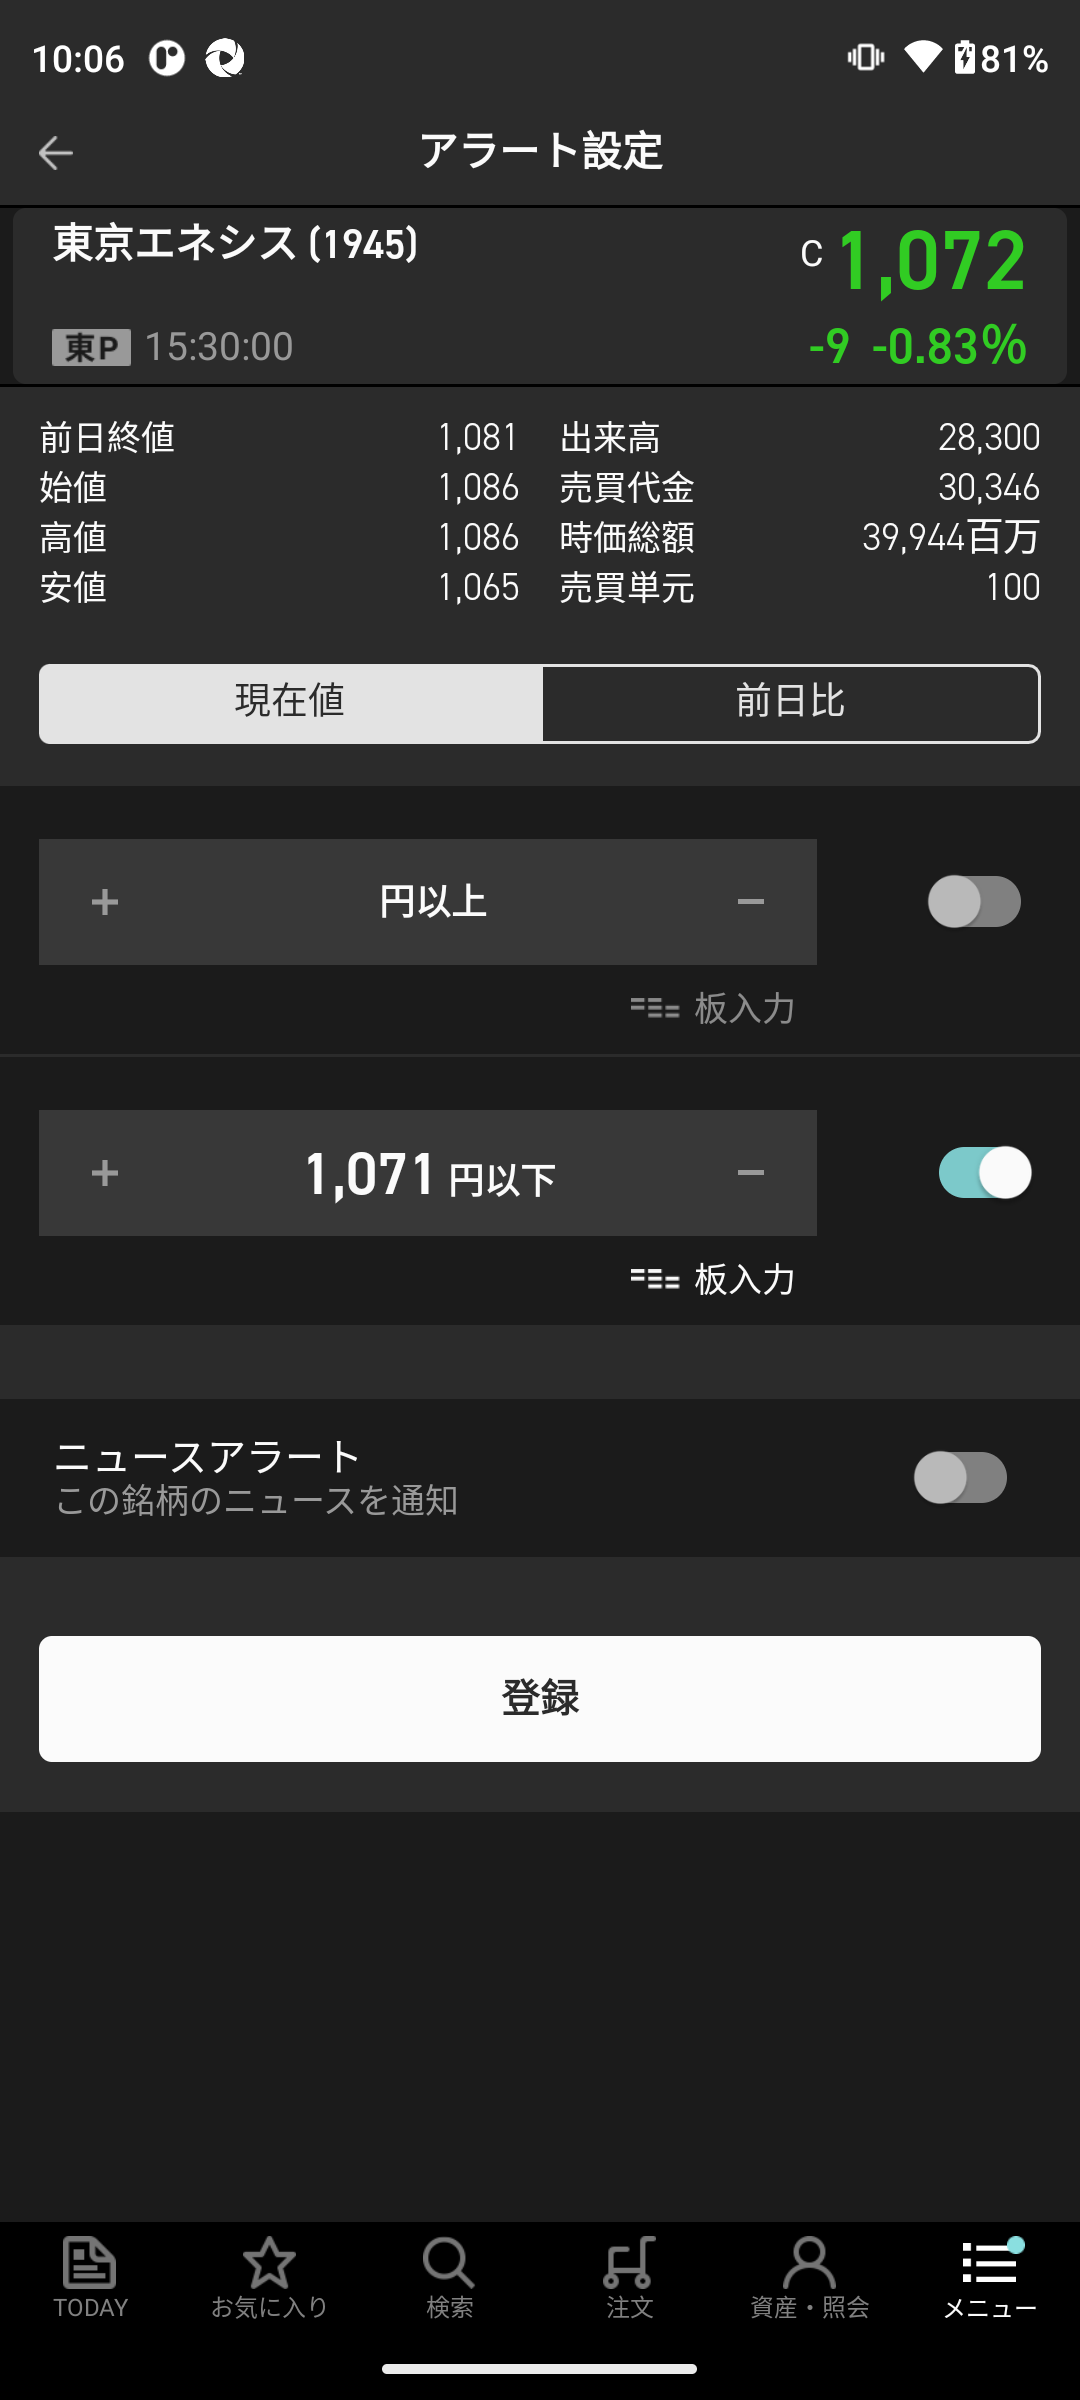 10:06 81%
アラート設定
東京エネシス (1945) C 1,072
東P 15:30:00 -9 -0.83%
前日終値 1,081 出来高 28,300
始値 1,086 売買代金 30,346
高値 1,086 時価総額 39,944百万
安値 1,065 売買単元 100
現在値 前日比
+ 円以上 −
板入力
+ 1,071 円以下 −
板入力
ニュースアラート
この銘柄のニュースを通知
登録
TODAY お気に入り 検索 注文 資産・照会 メニュー